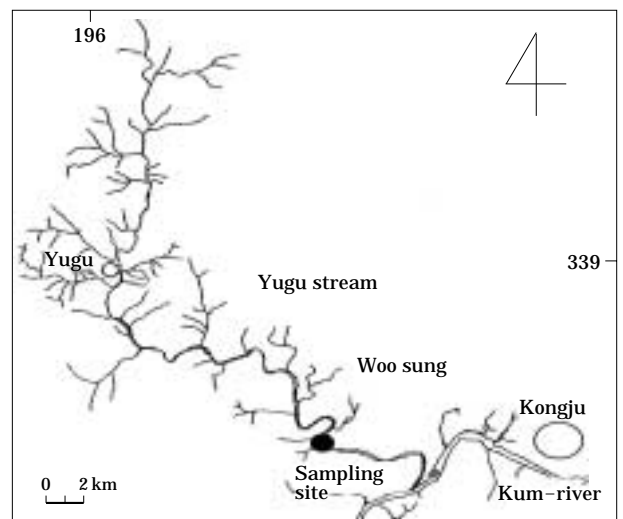 196
Yugu
339
Yugu stream
Woo sung
Kongju
Sampling
site
Kum-river
0 2 km